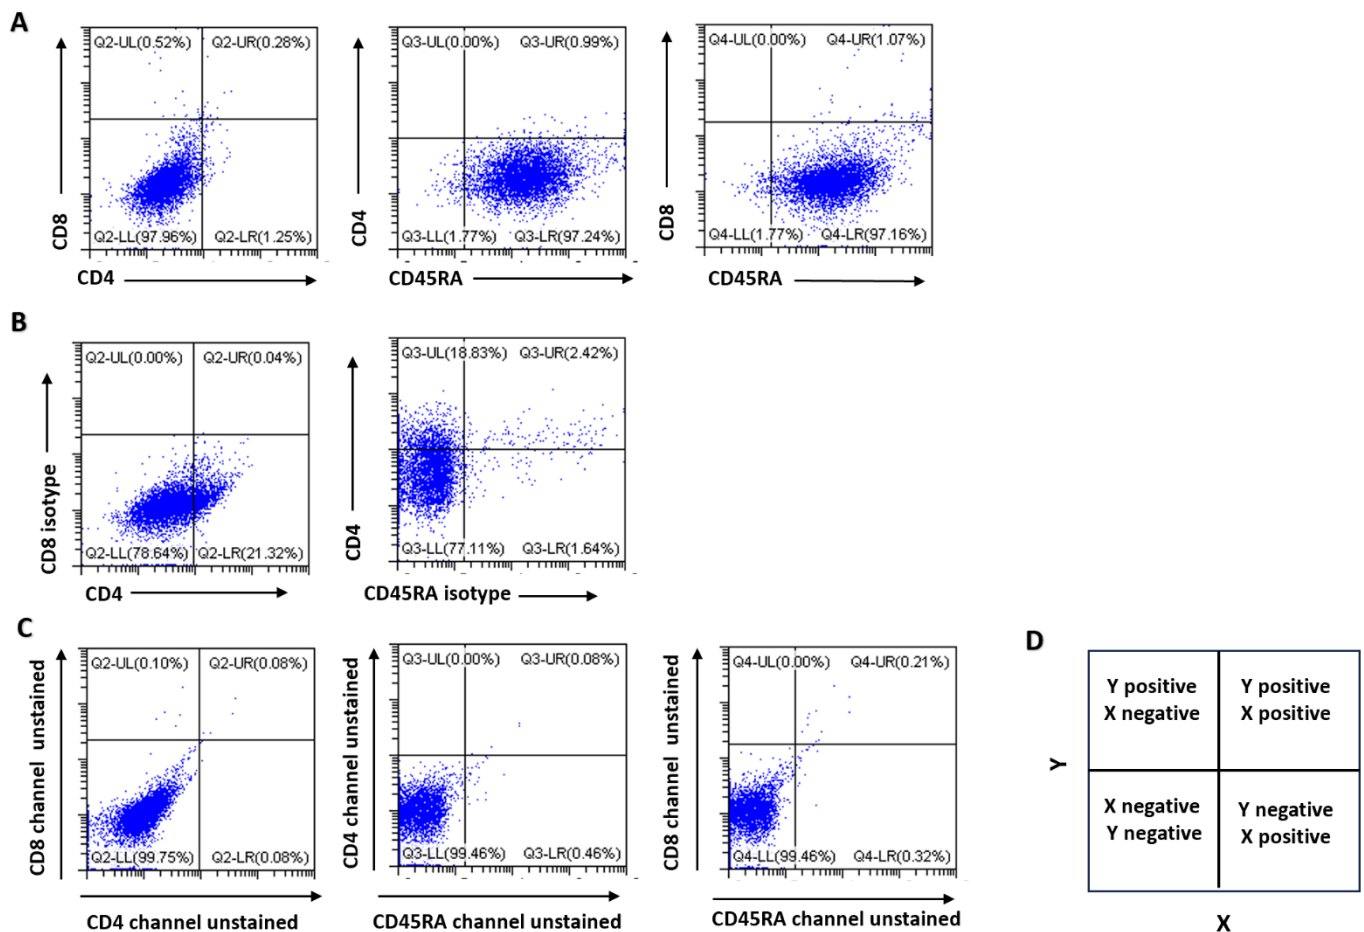 A
Q2-UL(0.52%) Q2-UR(0.28%)
Q2-LL(97.96%) Q2-LR(1.25%)
CD8
CD4
Q3-UL(0.00%) Q3-UR(0.99%)
Q3-LL(1.77%) Q3-LR(97.24%)
CD4
CD45RA
Q4-UL(0.00%) Q4-UR(1.07%)
Q4-LL(1.77%) Q4-LR(97.16%)
CD8
CD45RA
B
Q2-UL(0.00%) Q2-UR(0.04%)
Q2-LL(78.64%) Q2-LR(21.32%)
CD8 isotype
CD4
Q3-UL(18.83%) Q3-UR(2.42%)
Q3-LL(77.11%) Q3-LR(1.64%)
CD4
CD45RA isotype
C
Q2-UL(0.10%) Q2-UR(0.08%)
Q2-LL(99.75%) Q2-LR(0.08%)
CD8 channel unstained
CD4 channel unstained
Q3-UL(0.00%) Q3-UR(0.08%)
Q3-LL(99.46%) Q3-LR(0.46%)
CD4 channel unstained
CD45RA channel unstained
Q4-UL(0.00%) Q4-UR(0.21%)
Q4-LL(99.46%) Q4-LR(0.32%)
CD8 channel unstained
CD45RA channel unstained
D
Y positive
X negative
Y positive
X positive
X negative
Y negative
Y negative
X positive
Y
X